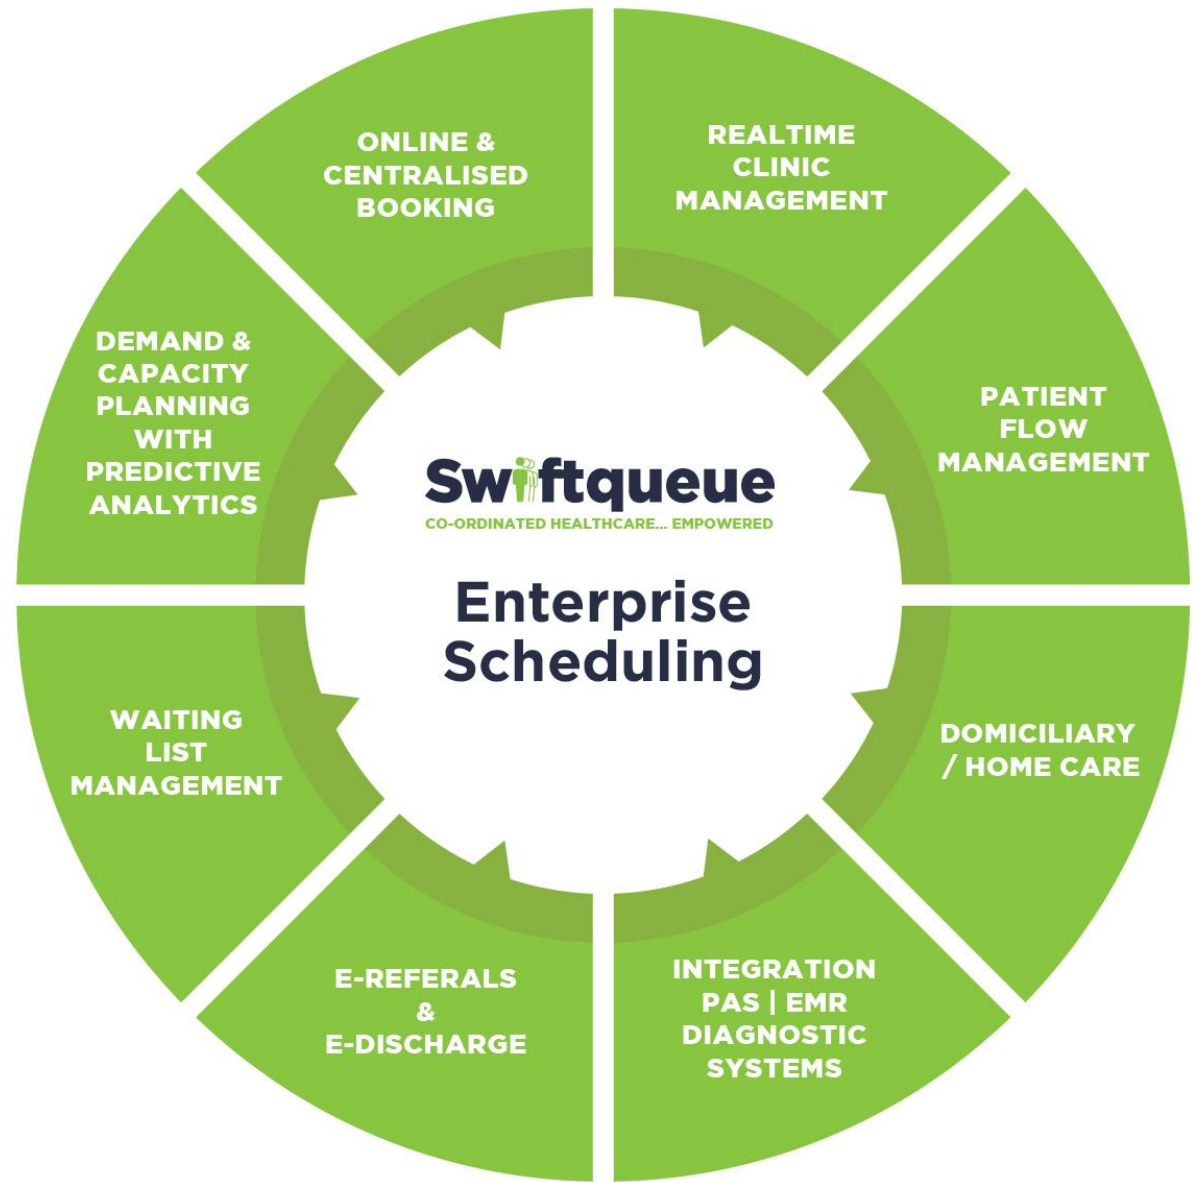 ONLINE &
CENTRALISED
BOOKING
REALTIME
CLINIC
MANAGEMENT
PATIENT
FLOW
MANAGEMENT
DOMICILIARY
/ HOME CARE
INTEGRATION
PAS | EMR
DIAGNOSTIC
SYSTEMS
E-REFERALS
&
E-DISCHARGE
WAITING
LIST
MANAGEMENT
DEMAND &
CAPACITY
PLANNING
WITH
PREDICTIVE
ANALYTICS
Swiftqueue
CO-ORDINATED HEALTHCARE... EMPOWERED
Enterprise
Scheduling